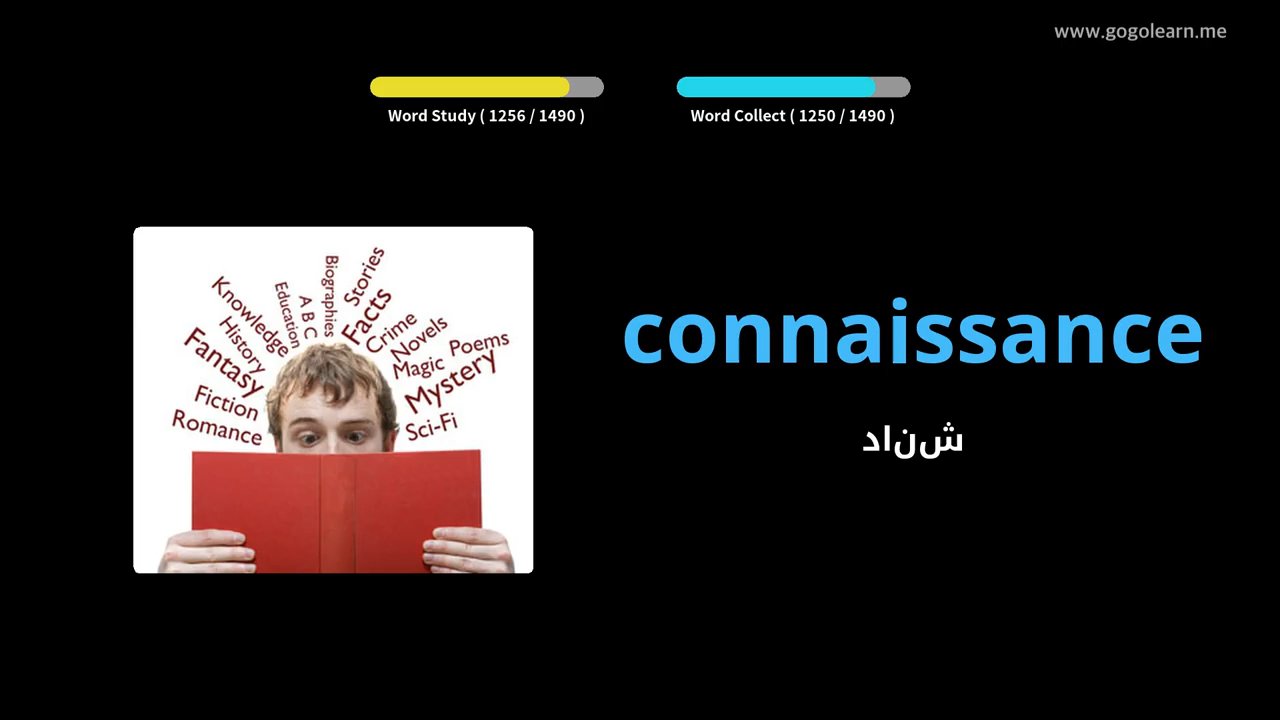 www.gogolearn.me
Word Study ( 1256 / 1490 )
Word Collect ( 1250 / 1490 )
Biographies
Stories
Knowledge
Education
A B C
Facts
History
Crime
Novels
Fantasy
Magic
Poems
Mystery
Fiction
Romance
Sci-Fi
connaissance
شناد